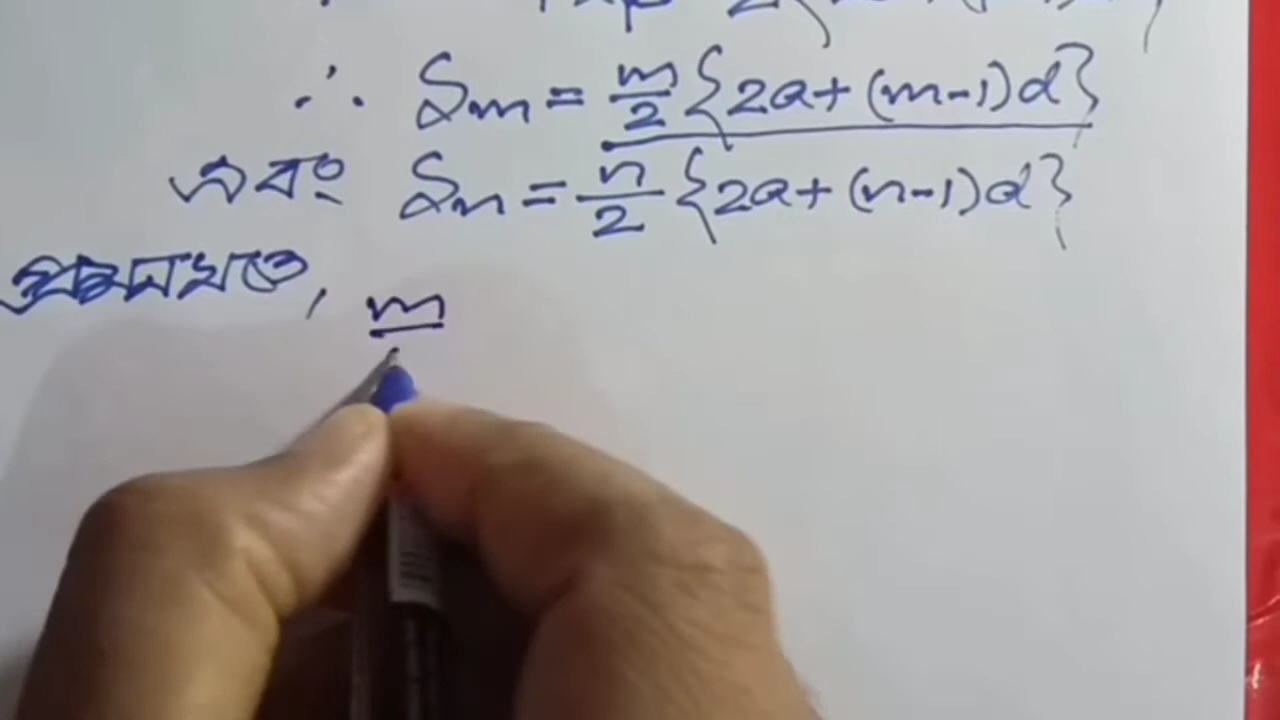 ∴ Sm = m/2 {2a+(m-1)d}
এবং Sn = n/2 {2a+(n-1)d}
প্রশ্নমতে, m